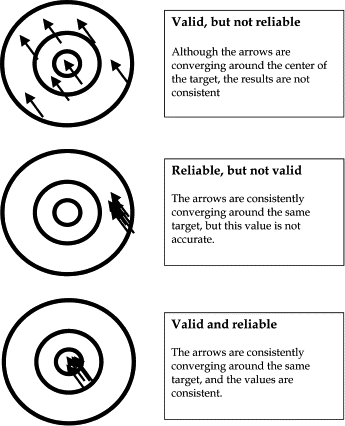 Valid, but not reliable
Although the arrows are
converging around the center of
the target, the results are not
consistent
Reliable, but not valid
The arrows are consistently
converging around the same
target, but this value is not
accurate.
Valid and reliable
The arrows are consistently
converging around the same
target, and the values are
consistent.